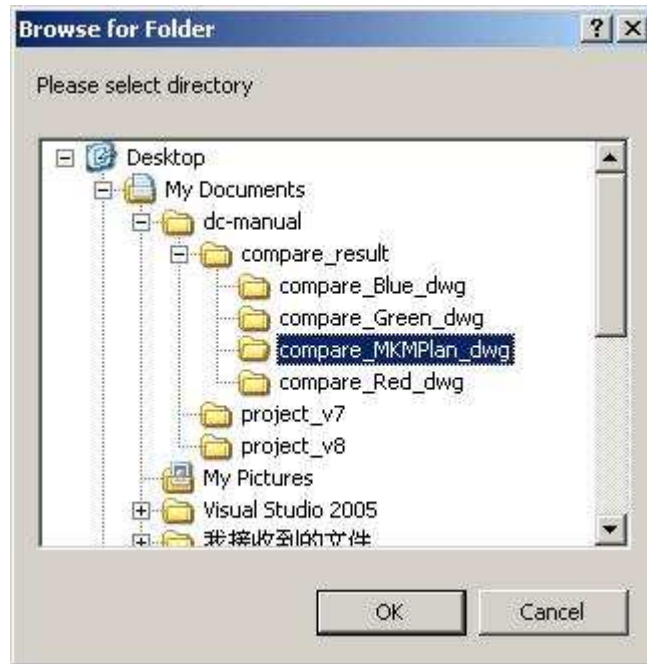 Browse for Folder
Please select directory
Desktop
My Documents
dc-manual
compare_result
compare_Blue_dwg
compare_Green_dwg
compare_MKMPlan_dwg
compare_Red_dwg
project_v7
project_v8
My Pictures
Visual Studio 2005
我接收到的文件
OK Cancel